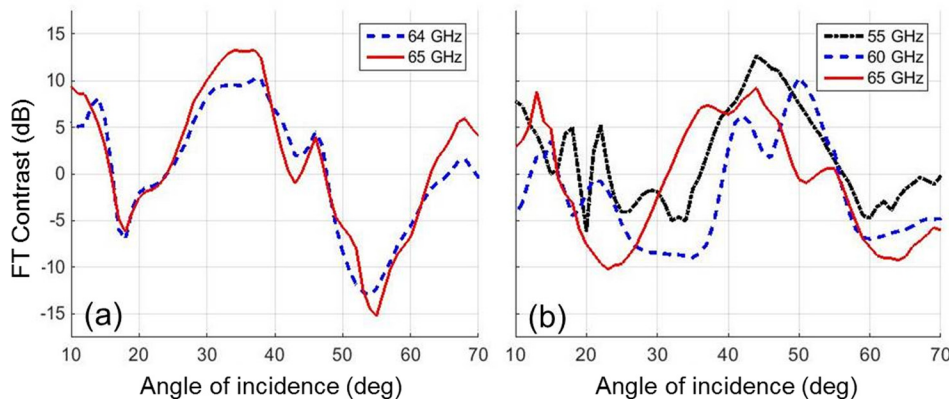 FT Contrast (dB)
15
10
5
0
-5
-10
-15
64 GHz
65 GHz
(a)
10 20 30 40 50 60 70
Angle of incidence (deg)
55 GHz
60 GHz
65 GHz
(b)
10 20 30 40 50 60 70
Angle of incidence (deg)